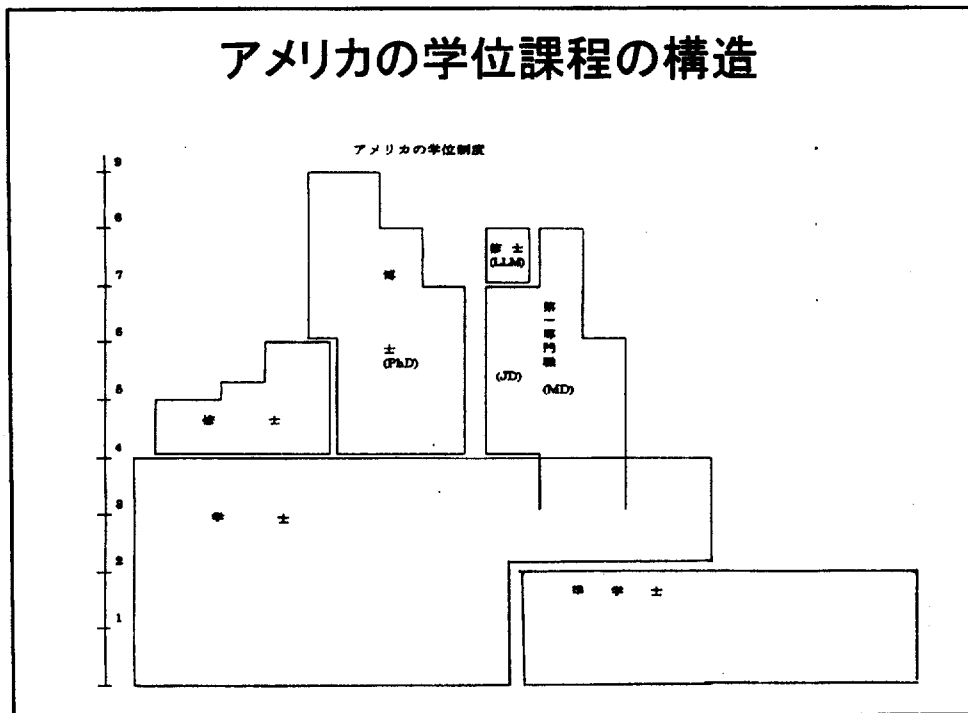 アメリカの学位課程の構造
アメリカの学位制度
9
8
7
6
5
4
3
2
1
修士
(LLM)
博
士
(PhD)
第一専門職
(JD)
(MD)
修 士
学 士
準 学 士